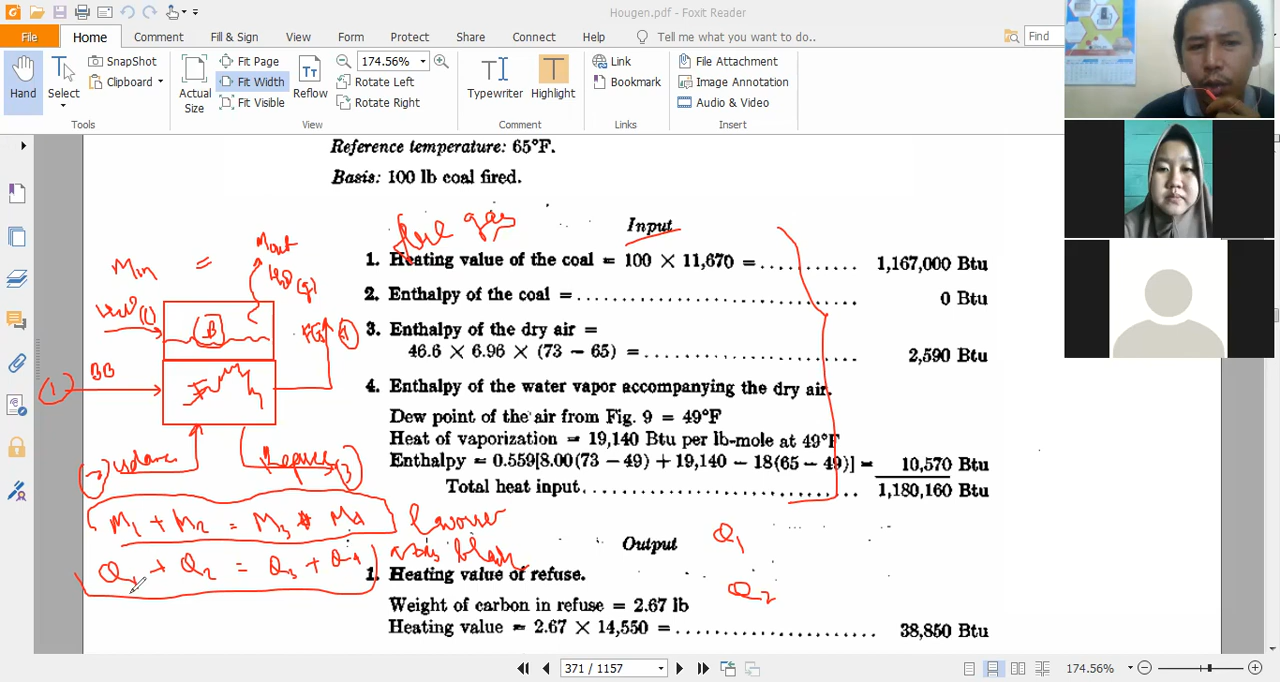 Hougen.pdf - Foxit Reader
File
Home
Comment
Fill & Sign
View
Form
Protect
Share
Connect
Help
Tell me what you want to do..
Find
Hand
Select
SnapShot
Clipboard
Actual Size
Fit Page
Fit Width
Fit Visible
Reflow
174.56%
Rotate Left
Rotate Right
Typewriter
Highlight
Link
Bookmark
File Attachment
Image Annotation
Audio & Video
Tools
View
Comment
Links
Insert
Reference temperature: 65°F.
Basis: 100 lb coal fired.
flue gas
Input
1. Heating value of the coal = 100 × 11,670 = .......... 1,167,000 Btu
2. Enthalpy of the coal = .......... 0 Btu
3. Enthalpy of the dry air =
46.6 × 6.96 × (73 − 65) = .......... 2,590 Btu
4. Enthalpy of the water vapor accompanying the dry air.
Dew point of the air from Fig. 9 = 49°F
Heat of vaporization = 19,140 Btu per lb-mole at 49°F
Enthalpy = 0.559[8.00(73 − 49) + 19,140 − 18(65 − 49)] = 10,570 Btu
Total heat input.......... 1,180,160 Btu
Output
1. Heating value of refuse.
Weight of carbon in refuse = 2.67 lb
Heating value = 2.67 × 14,550 = .......... 38,850 Btu
Min =
Mout
B
BB
1
udara
2
3
4
M1 + M2 = M3 + M4
Q1 + Q2 = Q3 + Q4
Q1
Q2
371 / 1157
174.56%